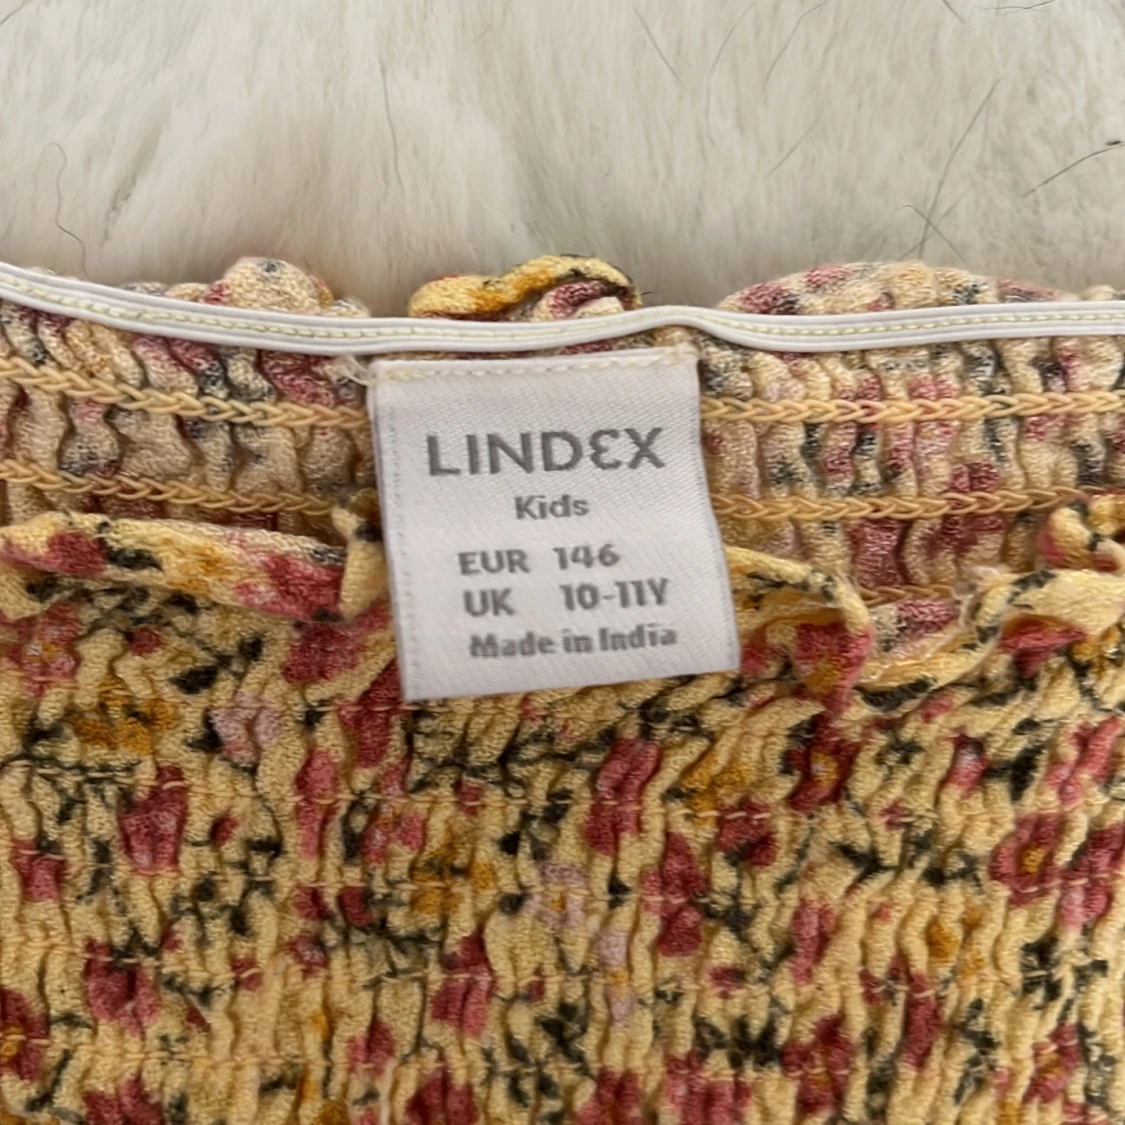 LINDEX
Kids
EUR 146
UK 10-11Y
Made in India